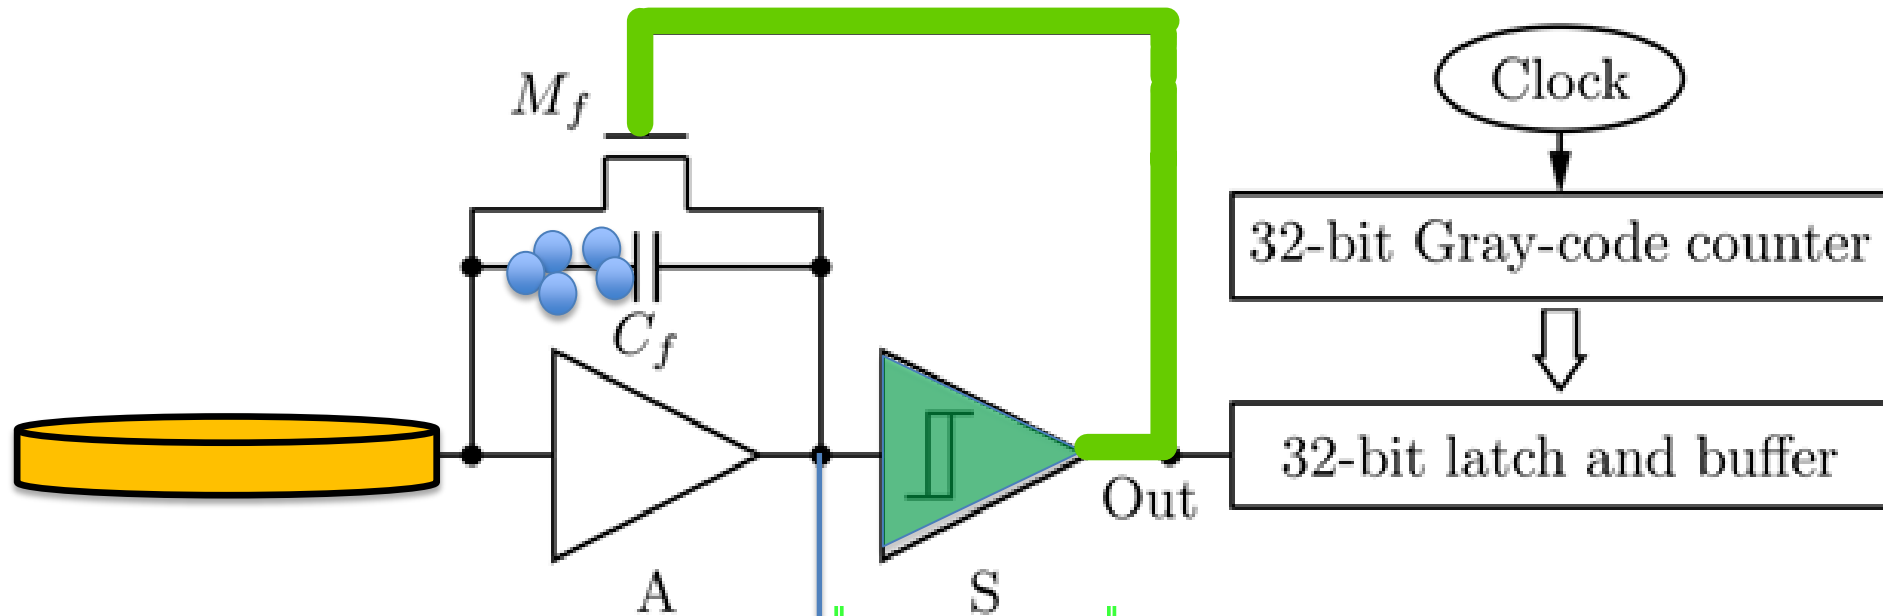 M_f
Clock
32-bit Gray-code counter
C_f
32-bit latch and buffer
Out
A
S